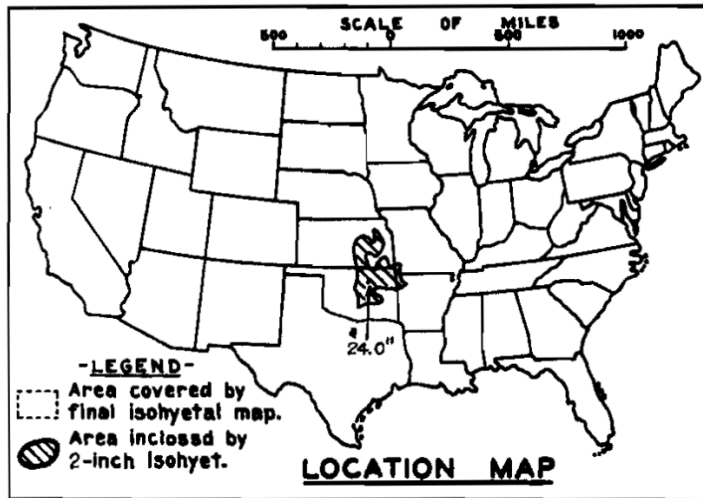 SCALE OF MILES
500 0 500 1000
24.0"
-LEGEND-
Area covered by
final isohyetal map.
Area inclosed by
2-inch Isohyet.
LOCATION MAP